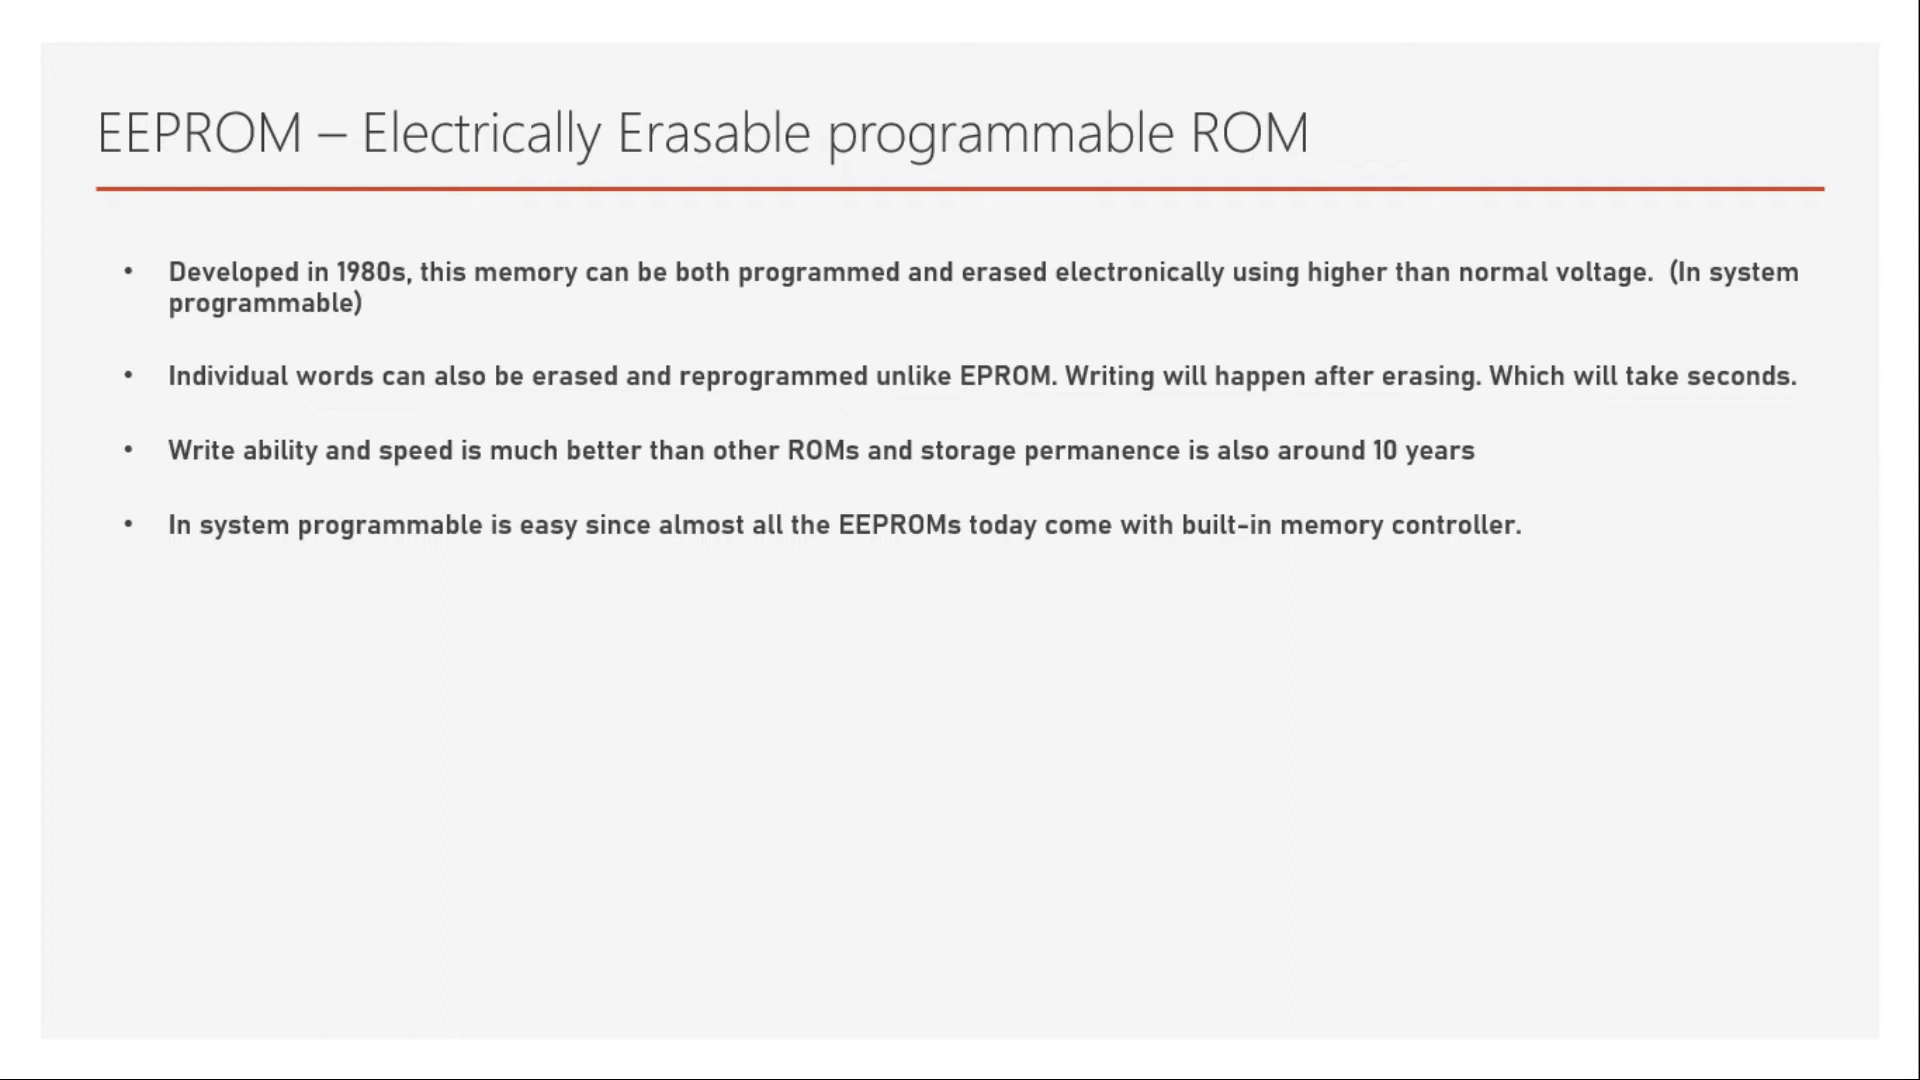 EEPROM – Electrically Erasable programmable ROM
• Developed in 1980s, this memory can be both programmed and erased electronically using higher than normal voltage.  (In system
programmable)
• Individual words can also be erased and reprogrammed unlike EPROM. Writing will happen after erasing. Which will take seconds.
• Write ability and speed is much better than other ROMs and storage permanence is also around 10 years
• In system programmable is easy since almost all the EEPROMs today come with built-in memory controller.